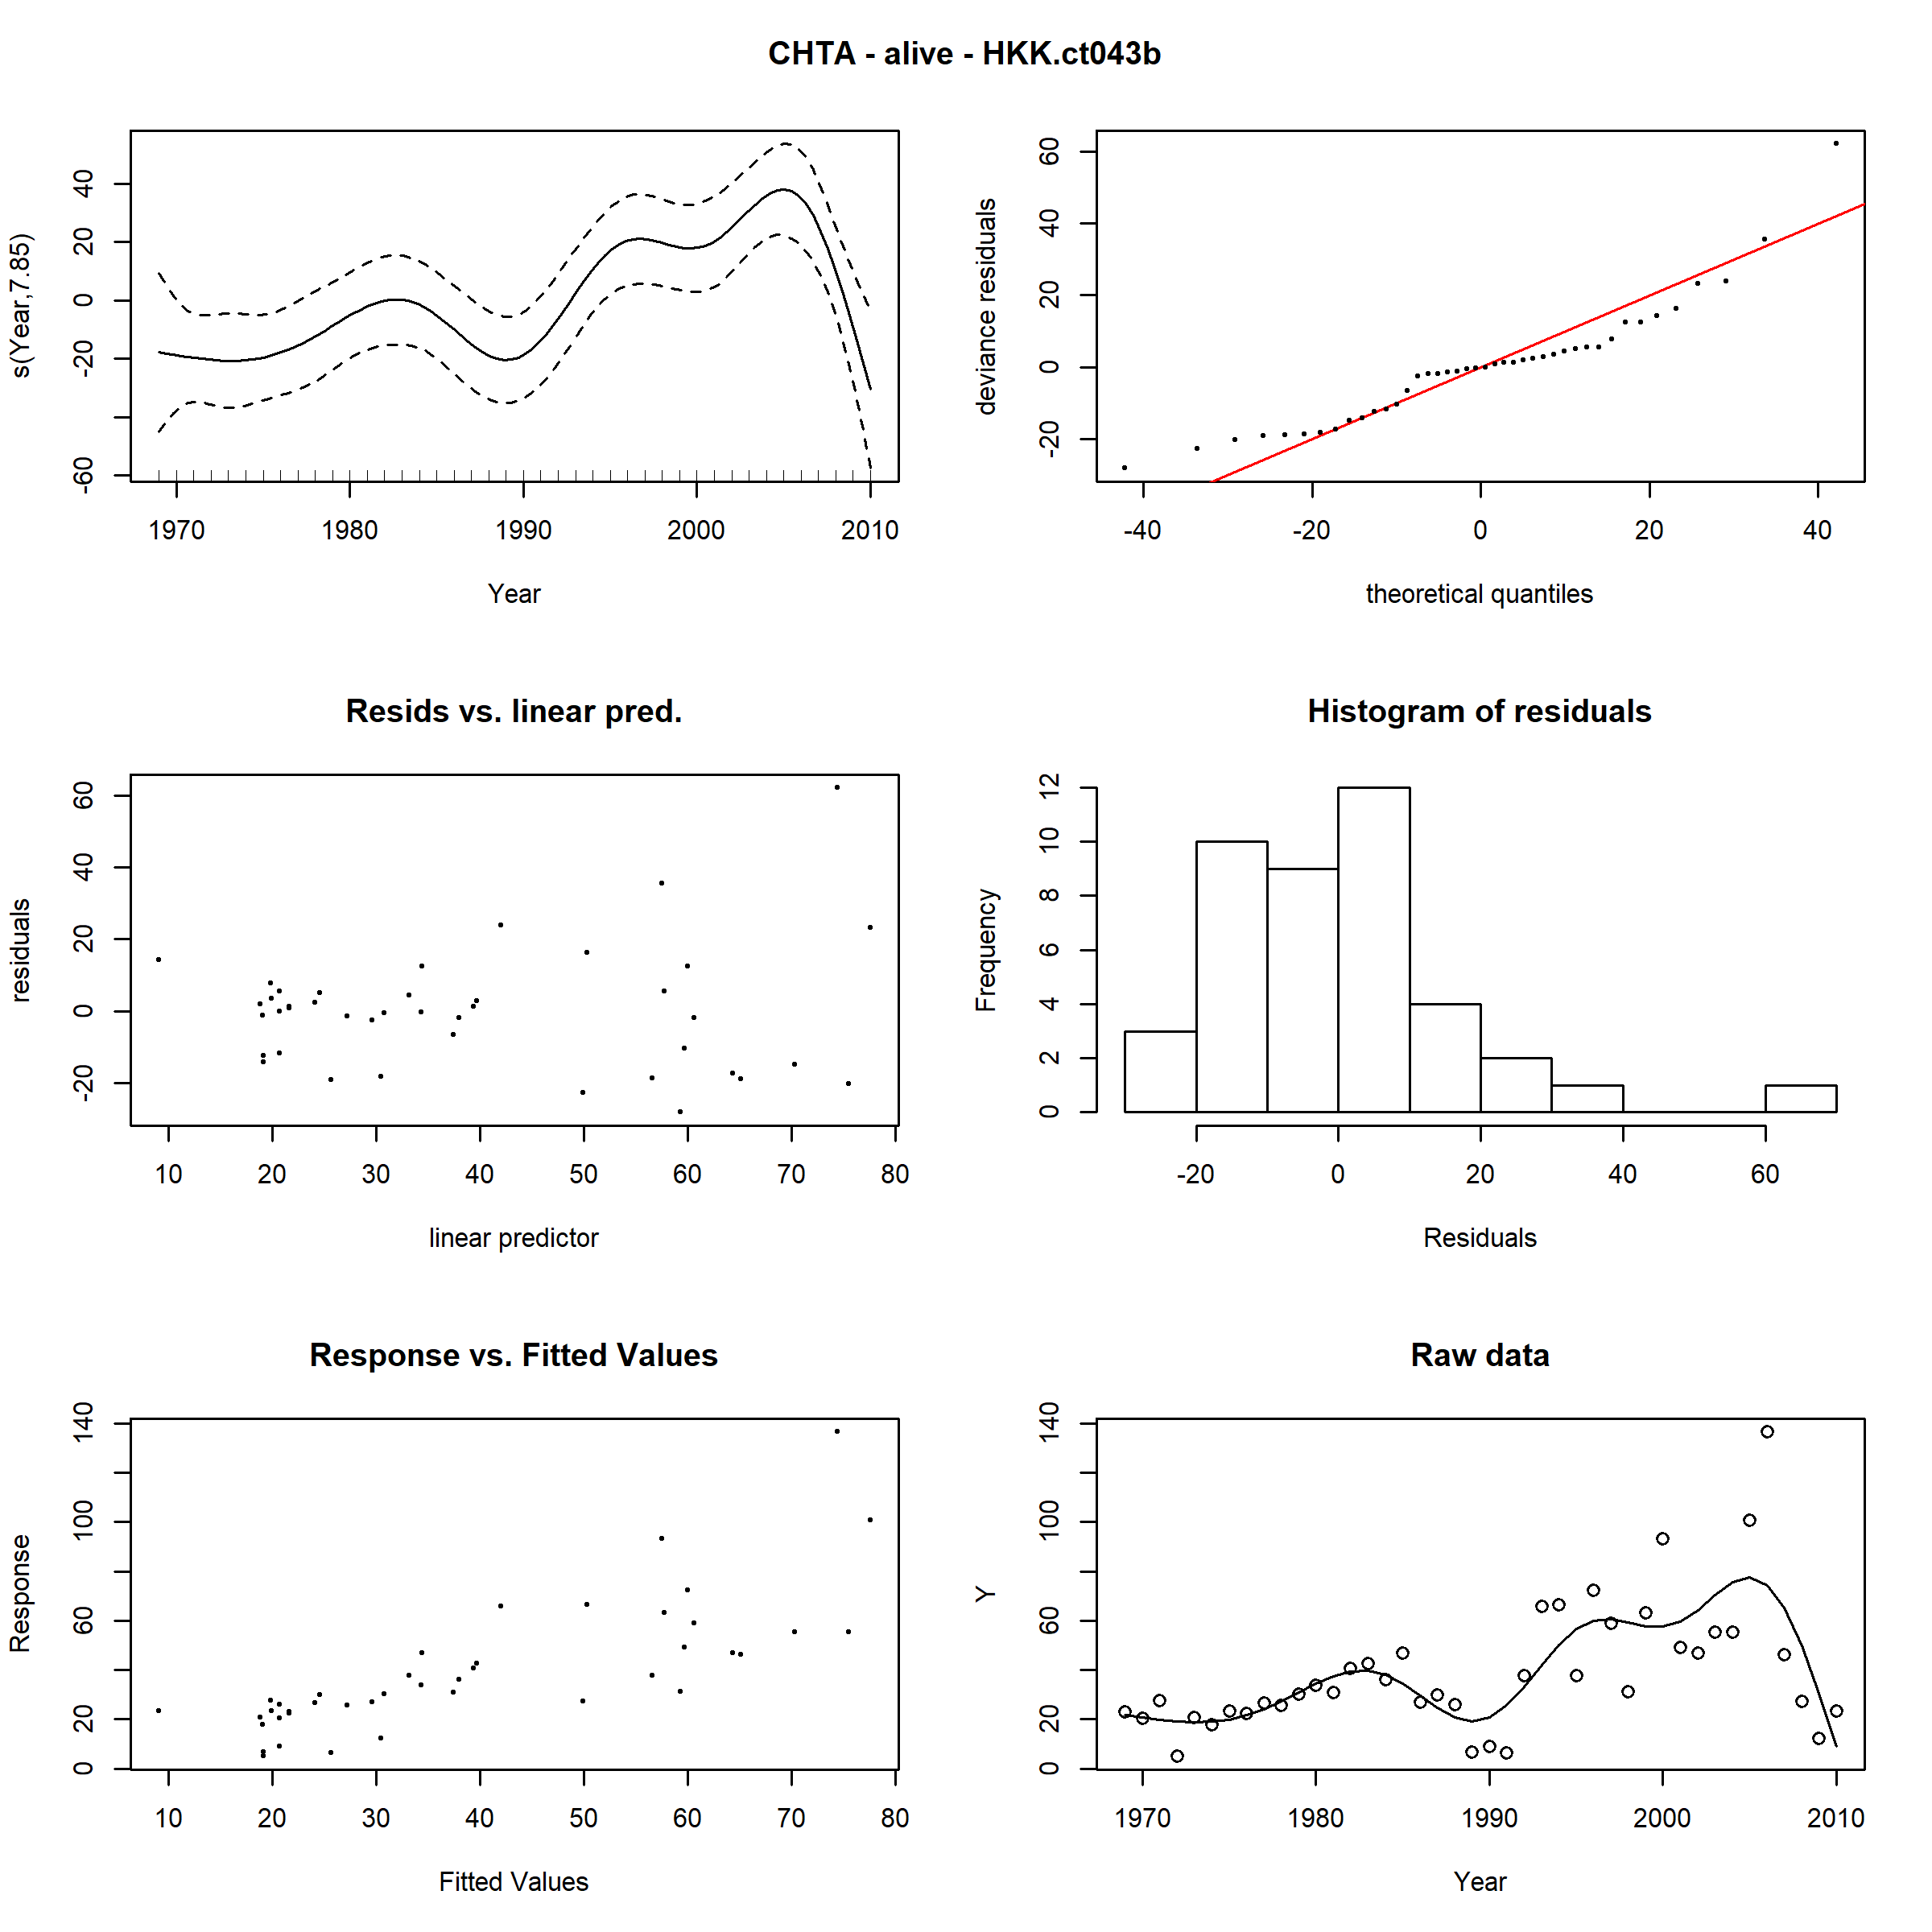 CHTA - alive - HKK.ct043b
s(Year,7.85)
40
20
0
-20
-60
1970 1980 1990 2000 2010
Year
deviance residuals
60
40
20
0
-20
-40 -20 0 20 40
theoretical quantiles
Resids vs. linear pred.
residuals
60
40
20
0
-20
10 20 30 40 50 60 70 80
linear predictor
Histogram of residuals
Frequency
12
10
8
6
4
2
0
-20 0 20 40 60
Residuals
Response vs. Fitted Values
Response
140
100
60
20
0
10 20 30 40 50 60 70 80
Fitted Values
Raw data
Y
140
100
60
20
0
1970 1980 1990 2000 2010
Year